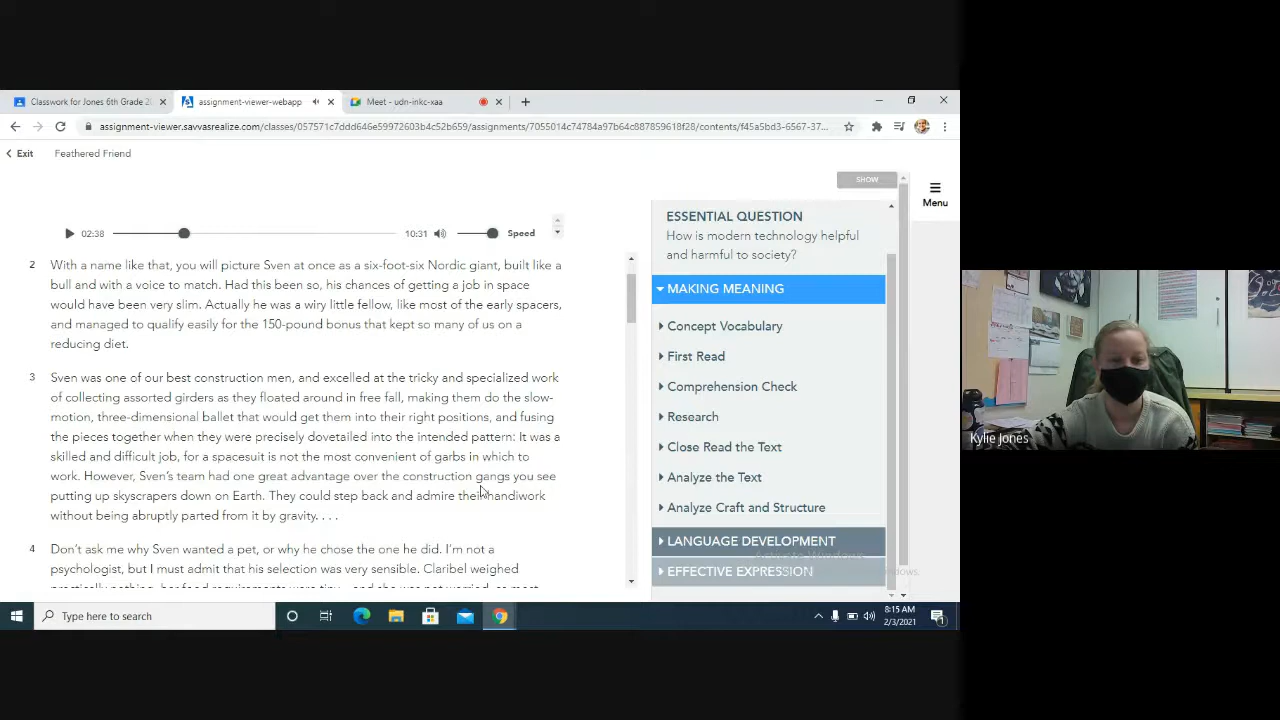 Classwork for Jones 6th Grade 2
assignment-viewer-webapp
Meet - udn-inkc-xaa
assignment-viewer.savvasrealize.com/classes/057571c7ddd646e59972603b4c52b659/assignments/7055014c74784a97b64c887859618f28/contents/f45a5bd3-6567-37...
Exit
Feathered Friend
SHOW
Menu
02:38
10:31
Speed
2 With a name like that, you will picture Sven at once as a six-foot-six Nordic giant, built like a
bull and with a voice to match. Had this been so, his chances of getting a job in space
would have been very slim. Actually he was a wiry little fellow, like most of the early spacers,
and managed to qualify easily for the 150-pound bonus that kept so many of us on a
reducing diet.
3 Sven was one of our best construction men, and excelled at the tricky and specialized work
of collecting assorted girders as they floated around in free fall, making them do the slow-
motion, three-dimensional ballet that would get them into their right positions, and fusing
the pieces together when they were precisely dovetailed into the intended pattern: It was a
skilled and difficult job, for a spacesuit is not the most convenient of garbs in which to
work. However, Sven's team had one great advantage over the construction gangs you see
putting up skyscrapers down on Earth. They could step back and admire their handiwork
without being abruptly parted from it by gravity. . . .
4 Don't ask me why Sven wanted a pet, or why he chose the one he did. I'm not a
psychologist, but I must admit that his selection was very sensible. Claribel weighed
ESSENTIAL QUESTION
How is modern technology helpful
and harmful to society?
MAKING MEANING
Concept Vocabulary
First Read
Comprehension Check
Research
Close Read the Text
Analyze the Text
Analyze Craft and Structure
LANGUAGE DEVELOPMENT
Activate Windows
EFFECTIVE EXPRESSION
Type here to search
8:15 AM
2/3/2021
Kylie Jones